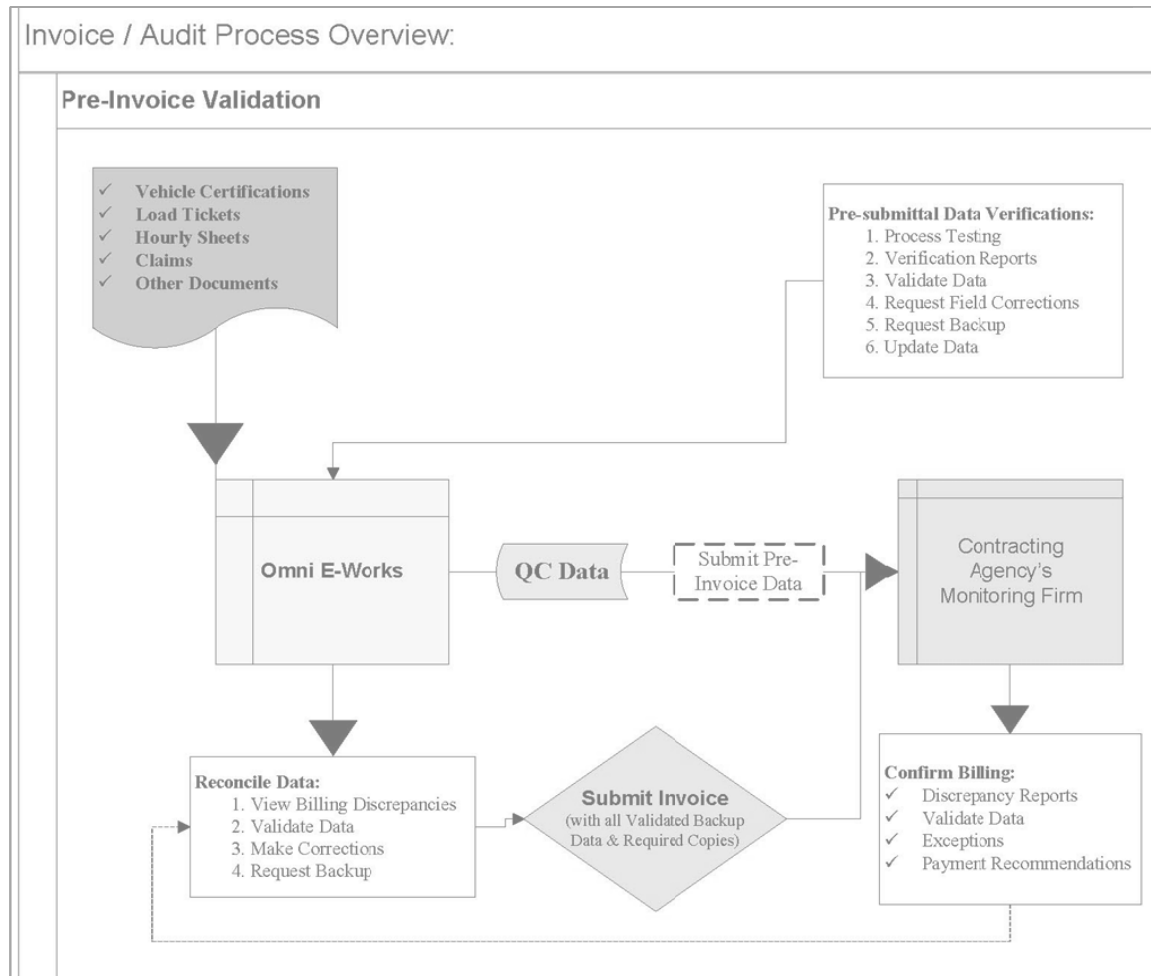 Invoice / Audit Process Overview:
Pre-Invoice Validation
✓ Vehicle Certifications
✓ Load Tickets
✓ Hourly Sheets
✓ Claims
✓ Other Documents
Pre-submittal Data Verifications:
1. Process Testing
2. Verification Reports
3. Validate Data
4. Request Field Corrections
5. Request Backup
6. Update Data
Omni E-Works
QC Data
Submit Pre-
Invoice Data
Contracting
Agency's
Monitoring Firm
Reconcile Data:
1. View Billing Discrepancies
2. Validate Data
3. Make Corrections
4. Request Backup
Submit Invoice
(with all Validated Backup
Data & Required Copies)
Confirm Billing:
✓ Discrepancy Reports
✓ Validate Data
✓ Exceptions
✓ Payment Recommendations